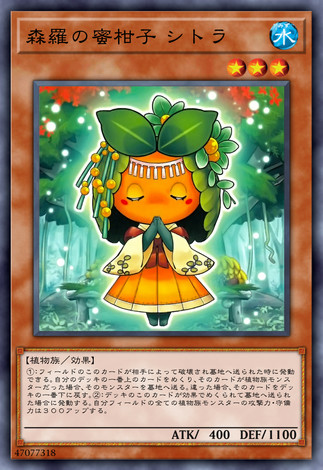 森羅の蜜柑子 シトラ
水
【植物族／効果】
①:フィールドのこのカードが相手によって破壊され墓地へ送られた時に発動
できる。自分のデッキの一番上のカードをめくり、そのカードが植物族モンス
ターだった場合、そのモンスターを墓地へ送る。違った場合、そのカードをデッ
キの一番下に戻す。②:デッキのこのカードが効果でめくられて墓地へ送られ
た場合に発動する。自分フィールドの全ての植物族モンスターの攻撃力・守備
力は３００アップする。
ATK/ 400 DEF/1100
47077318